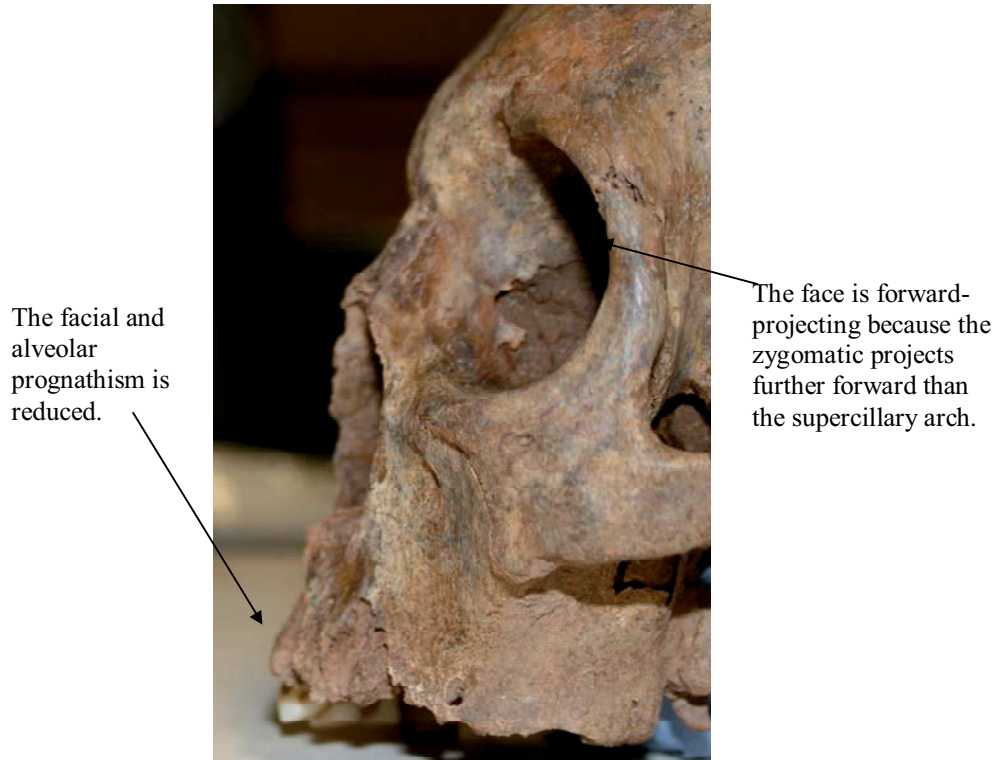 The facial and
alveolar
prognathism is
reduced.
The face is forward-
projecting because the
zygomatic projects
further forward than
the supercillary arch.